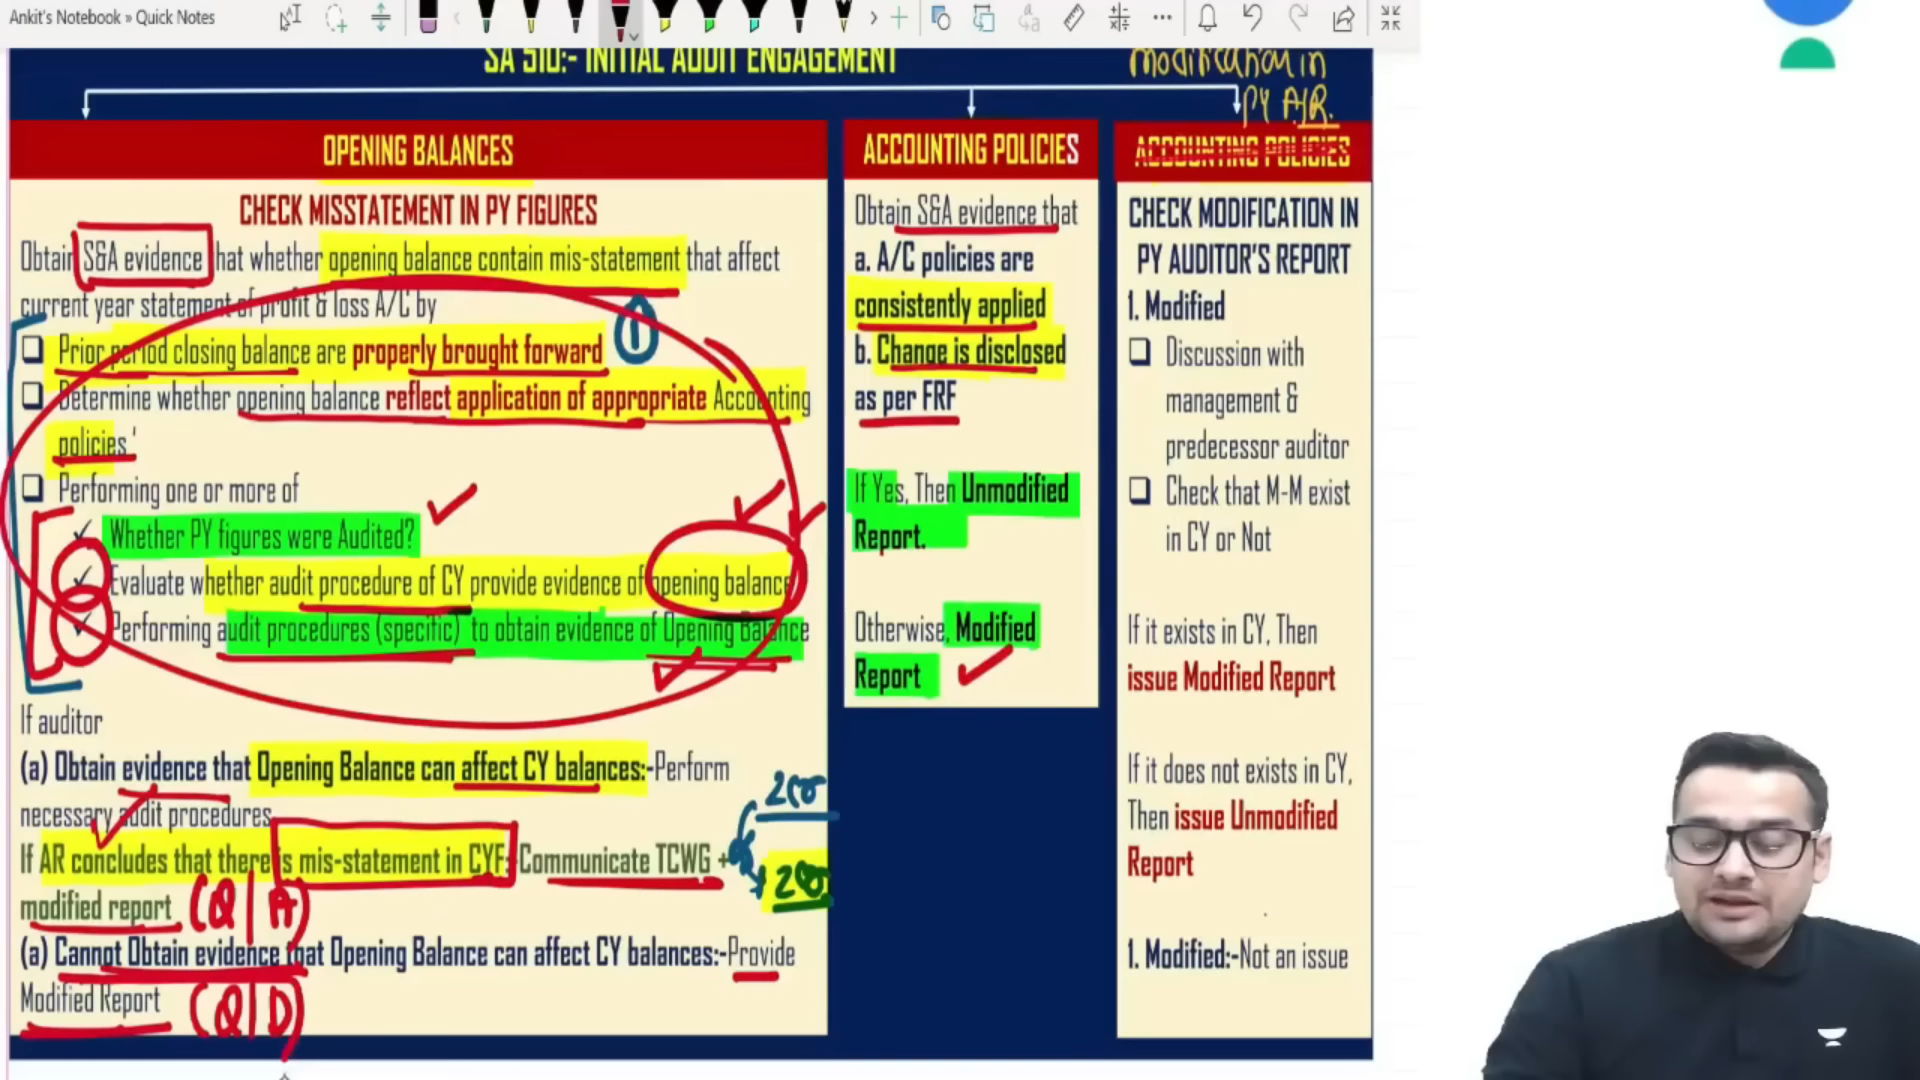 Ankit's Notebook » Quick Notes
SA 510:- INITIAL AUDIT ENGAGEMENT
Modification in
PY A/R.
OPENING BALANCES
CHECK MISSTATEMENT IN PY FIGURES
Obtain S&A evidence that whether opening balance contain mis-statement that affect
current year statement of profit & loss A/C by
1
Prior period closing balance are properly brought forward
Determine whether opening balance reflect application of appropriate Accounting
policies.'
Performing one or more of
Whether PY figures were Audited?
Evaluate whether audit procedure of CY provide evidence of opening balance
Performing audit procedures (specific) to obtain evidence of Opening Balance
If auditor
(a) Obtain evidence that Opening Balance can affect CY balances:-Perform
necessary audit procedures
If AR concludes that there is mis-statement in CYF:-Communicate TCWG +
modified report (Q|A)
(a) Cannot Obtain evidence that Opening Balance can affect CY balances:-Provide
Modified Report (Q|D)
ACCOUNTING POLICIES
Obtain S&A evidence that
a. A/C policies are
consistently applied
b. Change is disclosed
as per FRF
If Yes, Then Unmodified
Report.
Otherwise, Modified
Report
ACCOUNTING POLICIES
CHECK MODIFICATION IN
PY AUDITOR'S REPORT
1. Modified
Discussion with
management &
predecessor auditor
Check that M-M exist
in CY or Not
If it exists in CY, Then
issue Modified Report
If it does not exists in CY,
Then issue Unmodified
Report
1. Modified:-Not an issue